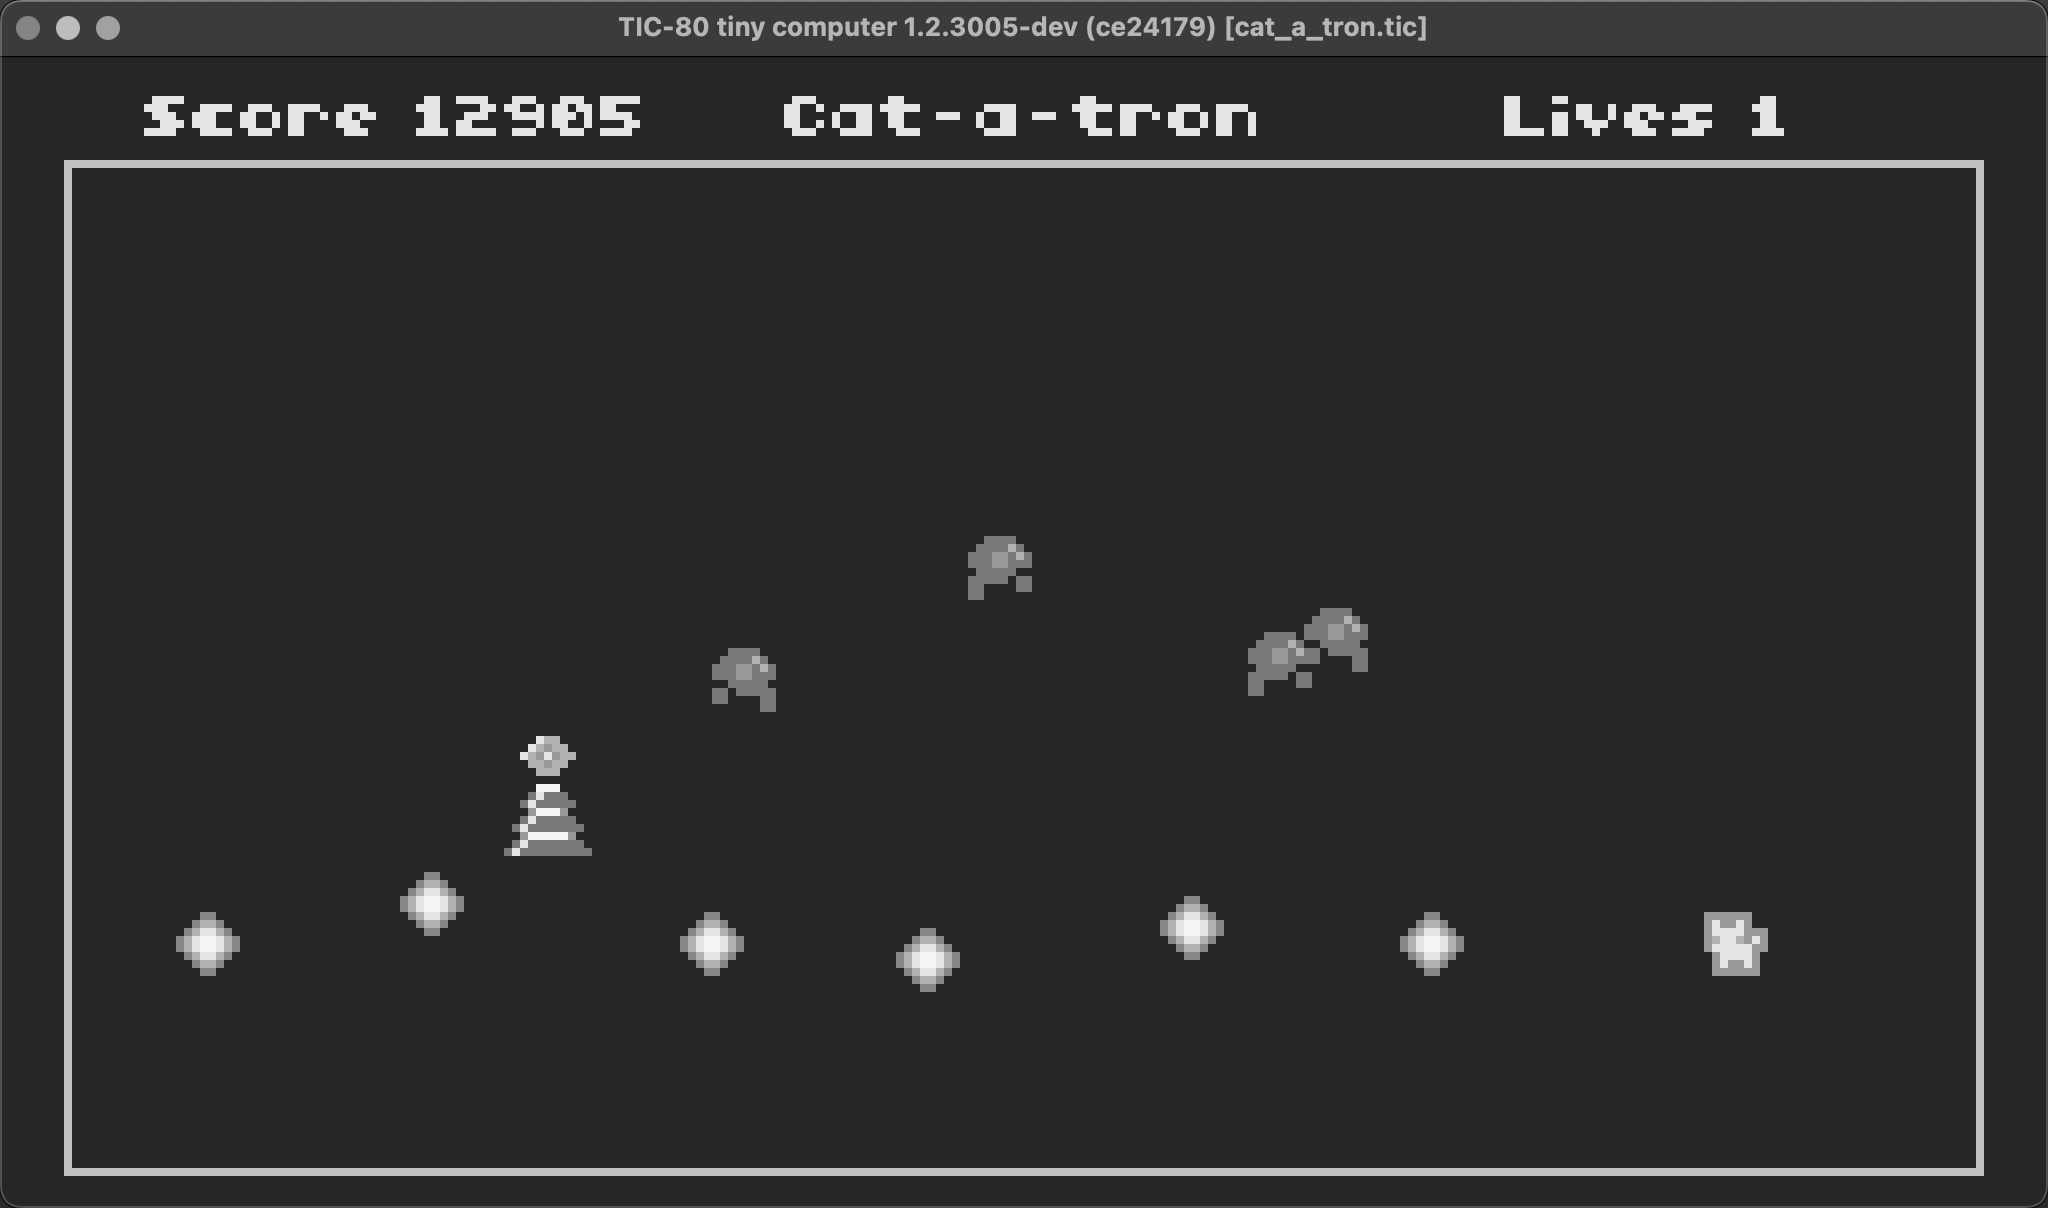 TIC-80 tiny computer 1.2.3005-dev (ce24179) [cat_a_tron.tic]
Score 12905 Cat-a-tron Lives 1